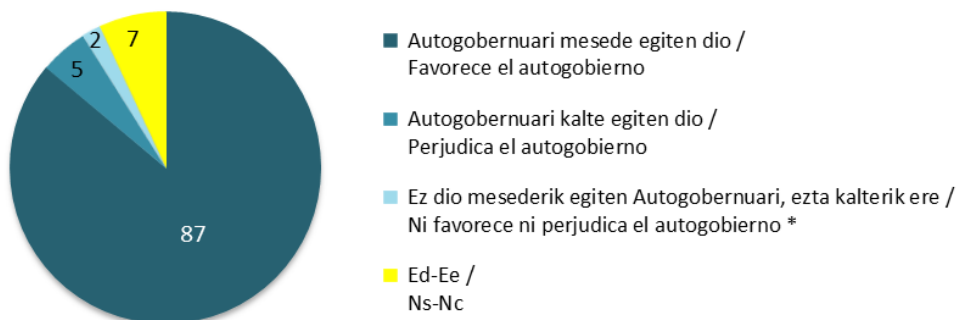 2
7
5
87
Autogobernuari mesede egiten dio /
Favorece el autogobierno
Autogobernuari kalte egiten dio /
Perjudica el autogobierno
Ez dio mesederik egiten Autogobernuari, ezta kalterik ere /
Ni favorece ni perjudica el autogobierno *
Ed-Ee /
Ns-Nc